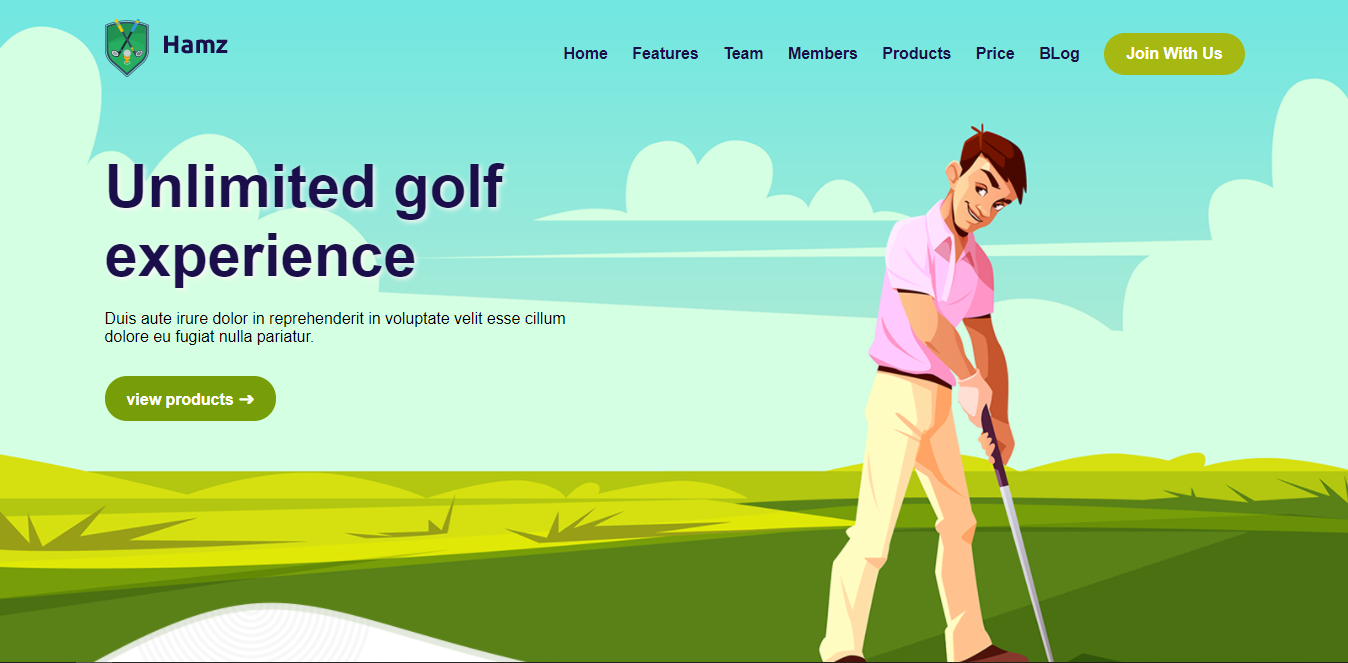 Hamz
Home Features Team Members Products Price BLog Join With Us
Unlimited golf
experience
Duis aute irure dolor in reprehenderit in voluptate velit esse cillum
dolore eu fugiat nulla pariatur.
view products →